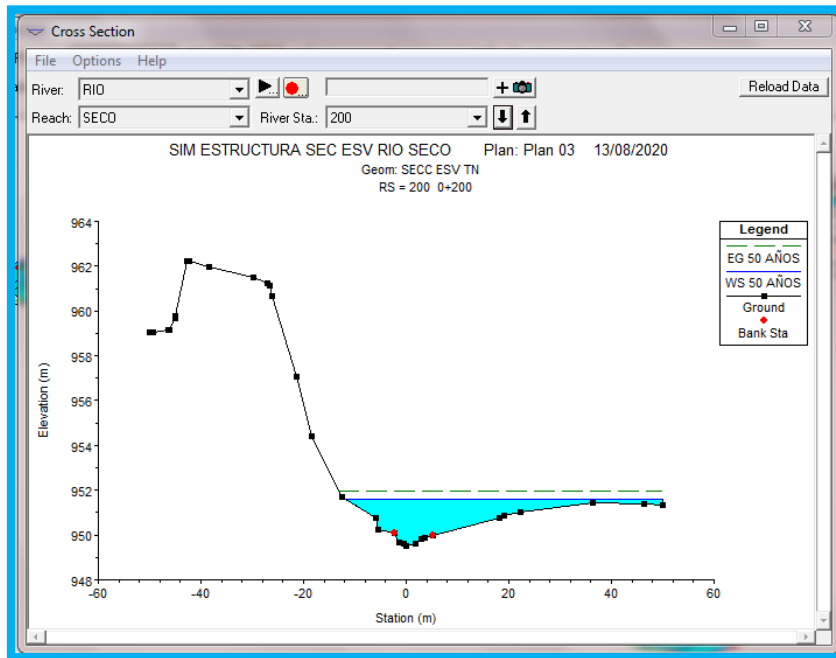 Cross Section
File Options Help
River: RIO
Reload Data
Reach: SECO River Sta.: 200
SIM ESTRUCTURA SEC ESV RIO SECO Plan: Plan 03 13/08/2020
Geom: SECC ESV TN
RS = 200 0+200
Legend
EG 50 AÑOS
WS 50 AÑOS
Ground
Bank Sta
964
962
960
958
956
954
952
950
948
Elevation (m)
-60 -40 -20 0 20 40 60
Station (m)